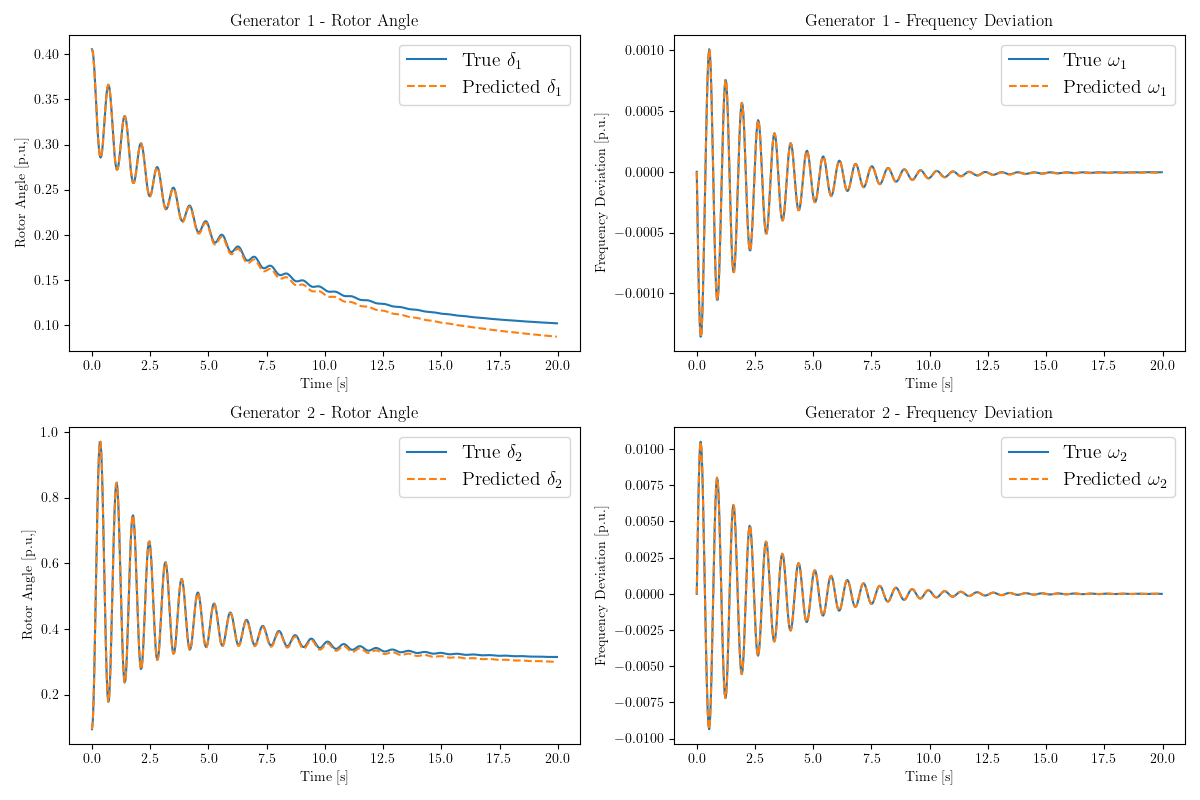 Generator 1 - Rotor Angle
Rotor Angle [p.u.]
0.40
0.35
0.30
0.25
0.20
0.15
0.10
True δ₁
Predicted δ₁
0.0 2.5 5.0 7.5 10.0 12.5 15.0 17.5 20.0
Time [s]
Generator 1 - Frequency Deviation
Frequency Deviation [p.u.]
0.0010
0.0005
0.0000
−0.0005
−0.0010
True ω₁
Predicted ω₁
0.0 2.5 5.0 7.5 10.0 12.5 15.0 17.5 20.0
Time [s]
Generator 2 - Rotor Angle
Rotor Angle [p.u.]
1.0
0.8
0.6
0.4
0.2
True δ₂
Predicted δ₂
0.0 2.5 5.0 7.5 10.0 12.5 15.0 17.5 20.0
Time [s]
Generator 2 - Frequency Deviation
Frequency Deviation [p.u.]
0.0100
0.0075
0.0050
0.0025
0.0000
−0.0025
−0.0050
−0.0075
−0.0100
True ω₂
Predicted ω₂
0.0 2.5 5.0 7.5 10.0 12.5 15.0 17.5 20.0
Time [s]